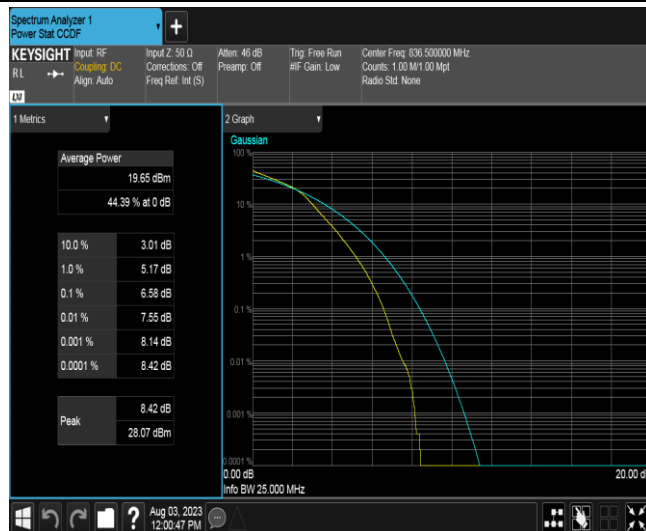 Spectrum Analyzer 1
Power Stat CCDF
+
KEYSIGHT
RL
LXI
Input: RF
Coupling: DC
Align: Auto
Input Z: 50 Ω
Corrections: Off
Freq Ref: Int (S)
Atten: 46 dB
Preamp: Off
Trig: Free Run
#IF Gain: Low
Center Freq: 836.500000 MHz
Counts: 1.00 M/1.00 Mpt
Radio Std: None
1 Metrics
Average Power
19.65 dBm
44.39 % at 0 dB
10.0 % 3.01 dB
1.0 % 5.17 dB
0.1 % 6.58 dB
0.01 % 7.55 dB
0.001 % 8.14 dB
0.0001 % 8.42 dB
Peak
8.42 dB
28.07 dBm
2 Graph
Gaussian
100 %
10 %
1 %
0.1 %
0.01 %
0.001 %
0.0001 %
0.00 dB
20.00 d
Info BW 25.000 MHz
?
Aug 03, 2023
12:00:47 PM